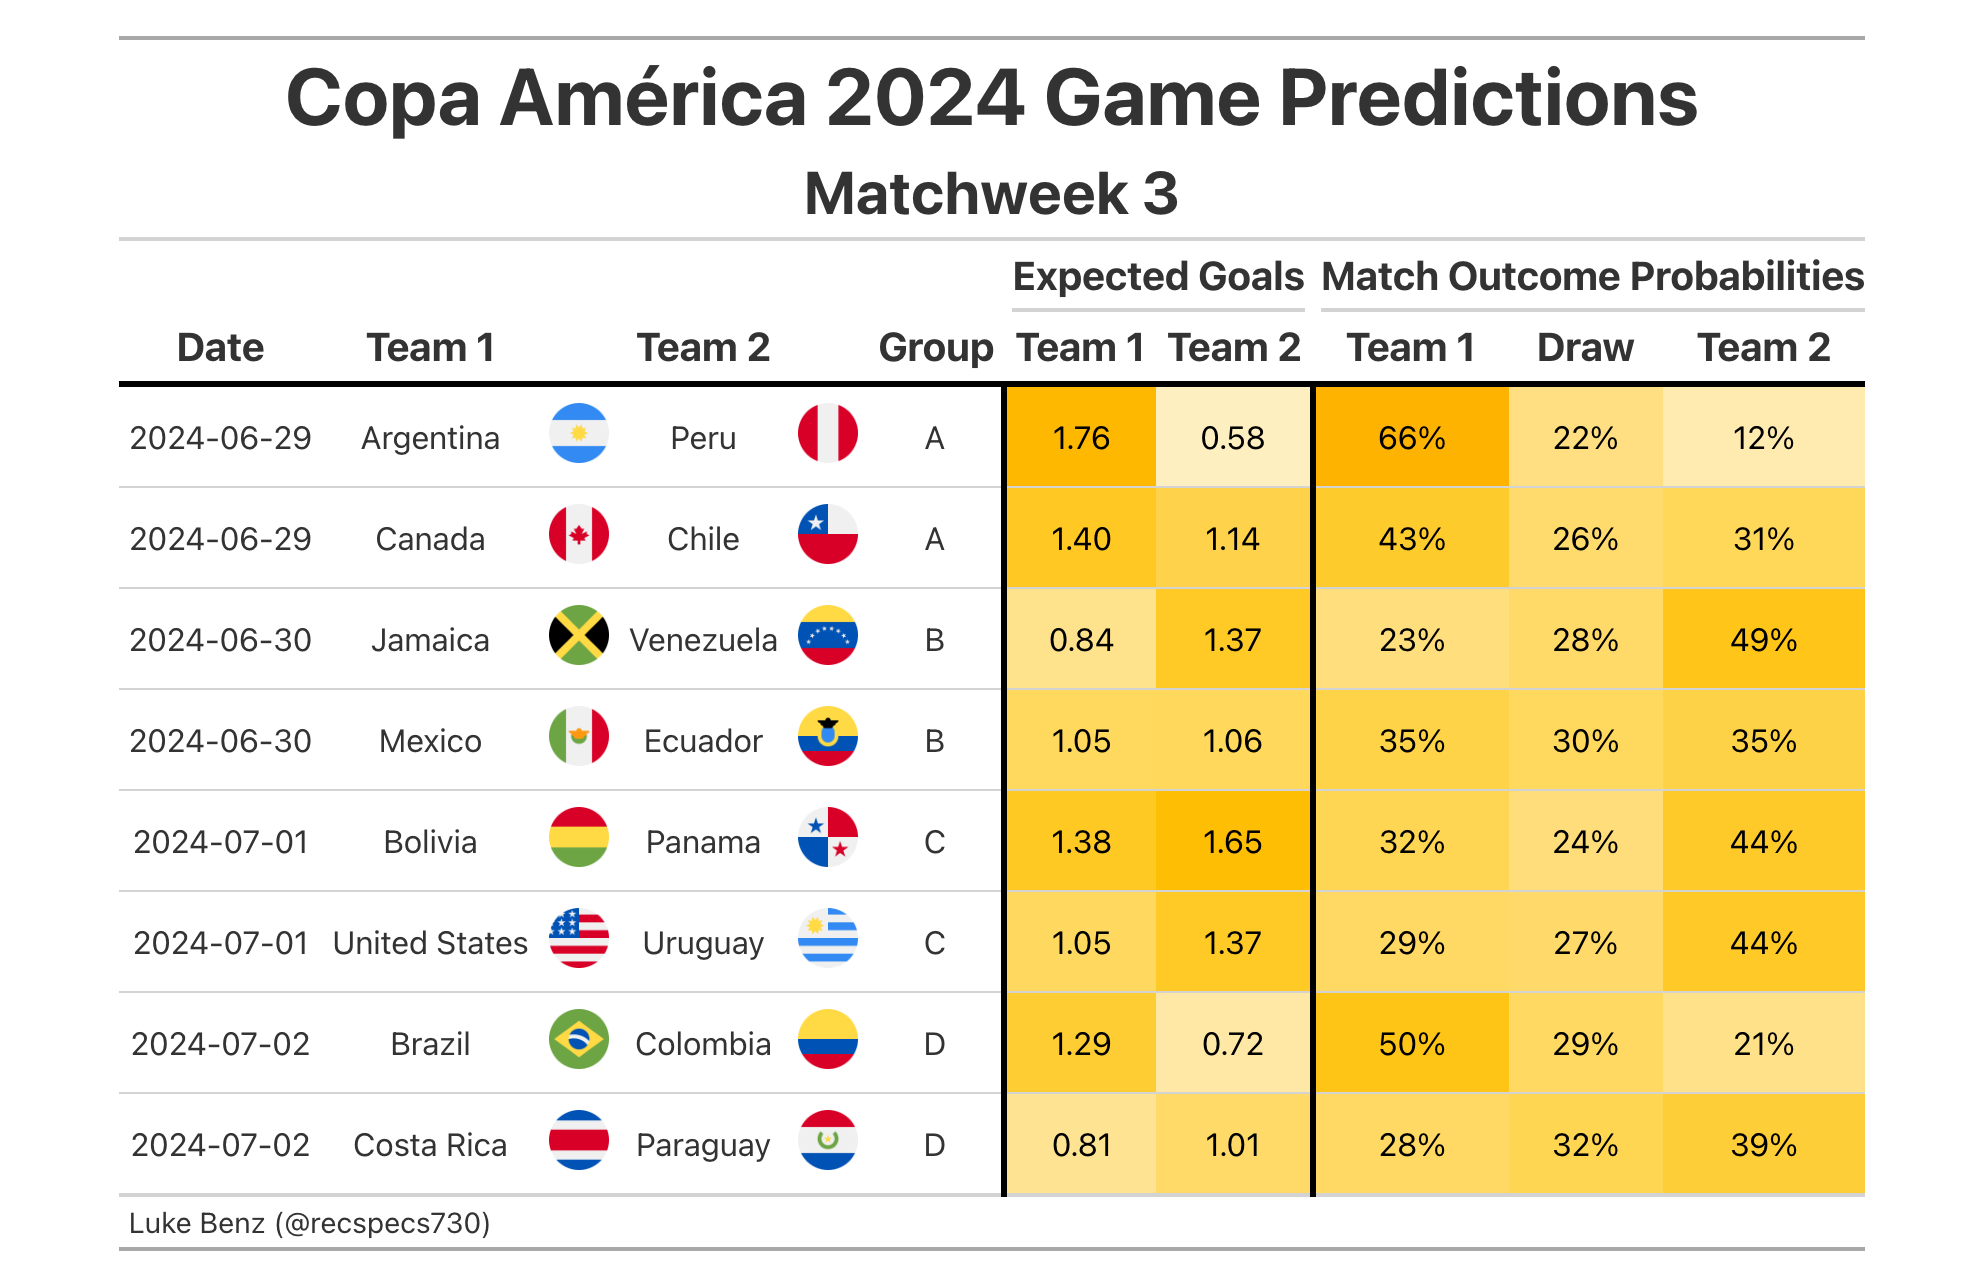 Copa América 2024 Game Predictions
Matchweek 3
Expected Goals Match Outcome Probabilities
Date Team 1 Team 2 Group Team 1 Team 2 Team 1 Draw Team 2
2024-06-29 Argentina Peru A 1.76 0.58 66% 22% 12%
2024-06-29 Canada Chile A 1.40 1.14 43% 26% 31%
2024-06-30 Jamaica Venezuela B 0.84 1.37 23% 28% 49%
2024-06-30 Mexico Ecuador B 1.05 1.06 35% 30% 35%
2024-07-01 Bolivia Panama C 1.38 1.65 32% 24% 44%
2024-07-01 United States Uruguay C 1.05 1.37 29% 27% 44%
2024-07-02 Brazil Colombia D 1.29 0.72 50% 29% 21%
2024-07-02 Costa Rica Paraguay D 0.81 1.01 28% 32% 39%
Luke Benz (@recspecs730)